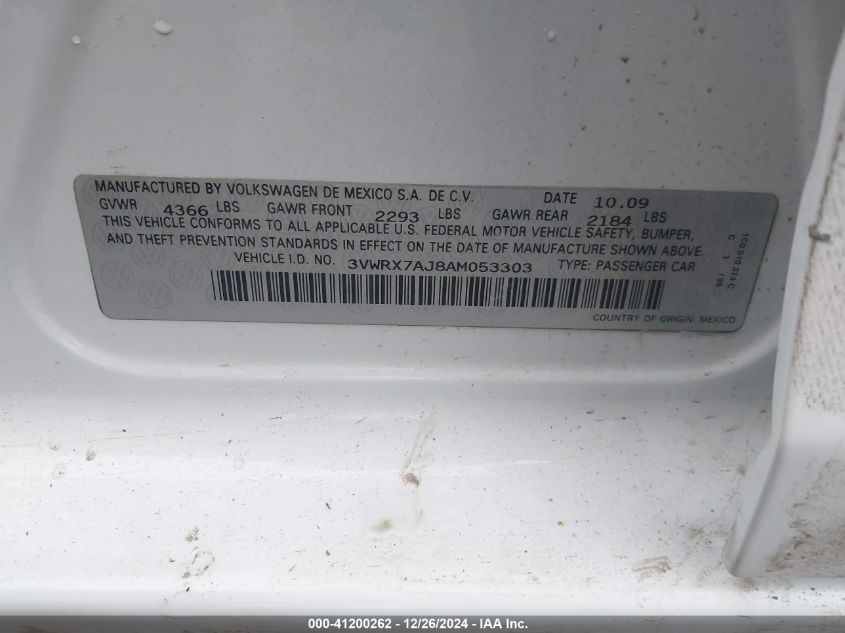 MANUFACTURED BY VOLKSWAGEN DE MEXICO S.A. DE C.V. DATE 10.09
GVWR 4366 LBS GAWR FRONT 2293 LBS GAWR REAR 2184 LBS
THIS VEHICLE CONFORMS TO ALL APPLICABLE U.S. FEDERAL MOTOR VEHICLE SAFETY, BUMPER,
AND THEFT PREVENTION STANDARDS IN EFFECT ON THE DATE OF MANUFACTURE SHOWN ABOVE.
VEHICLE I.D. NO. 3VWRX7AJ8AM053303 TYPE: PASSENGER CAR
COUNTRY OF ORIGIN: MEXICO
1C0 010 374 C
000-41200262 - 12/26/2024 - IAA Inc.